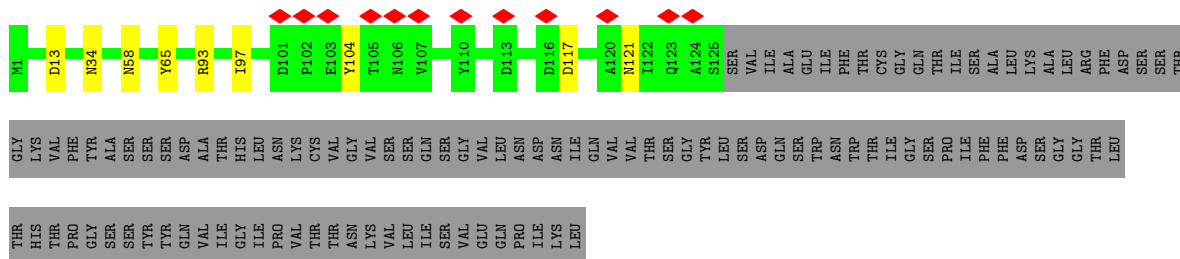 M1 D13 N34 N58 Y65 R93 I97 D101 P102 E103 Y104 T105 N106 V107 Y110 D113 D116 D117 A120 N121 I122 Q123 A124 S125 SER VAL ILE ALA GLU ILE PHE THR CYS GLY GLN THR ILE SER ALA LEU LYS ALA LEU ARG PHE ASP SER SER THR
GLY LYS VAL PHE TYR ALA SER SER SER ASP ALA THR HIS LEU ASN LYS CYS VAL GLY VAL SER SER GLN SER GLY VAL LEU ASN ASP ASN ILE GLN VAL VAL THR SER GLY TYR LEU SER ASP GLN SER TRP ASN TRP THR ILE GLY SER PRO ILE PHE PHE ASP SER GLY GLY THR LEU
THR HIS THR PRO GLY SER SER TYR TYR GLN VAL ILE GLY ILE PRO VAL THR THR ASN LYS VAL LEU ILE SER VAL GLU GLN PRO ILE LYS LEU